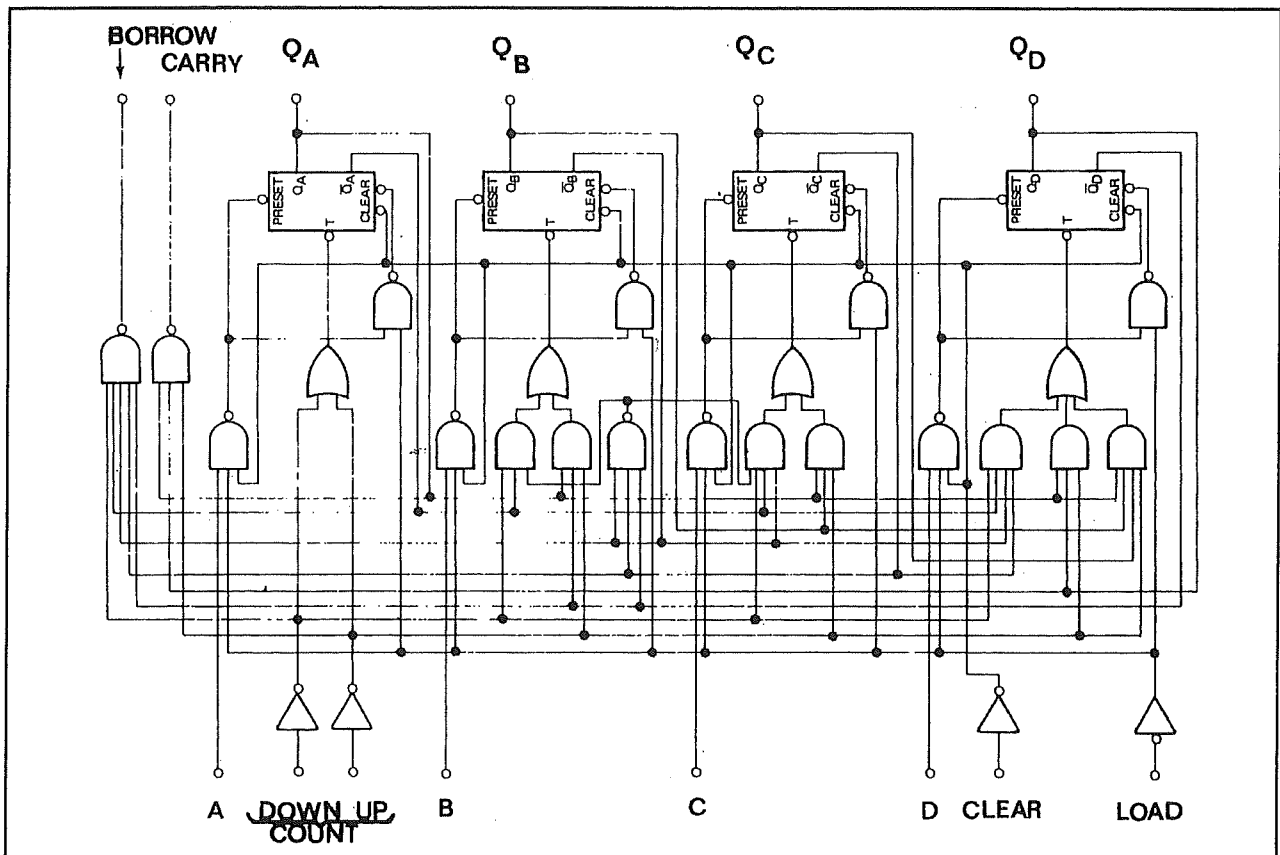 BORROW
CARRY
QA
QB
QC
QD
PRESET
QA
Q̅A
CLEAR
T
PRESET
QB
Q̅B
CLEAR
T
PRESET
QC
Q̅C
CLEAR
T
PRESET
QD
Q̅D
CLEAR
T
A
DOWN UP
COUNT
B
C
D
CLEAR
LOAD